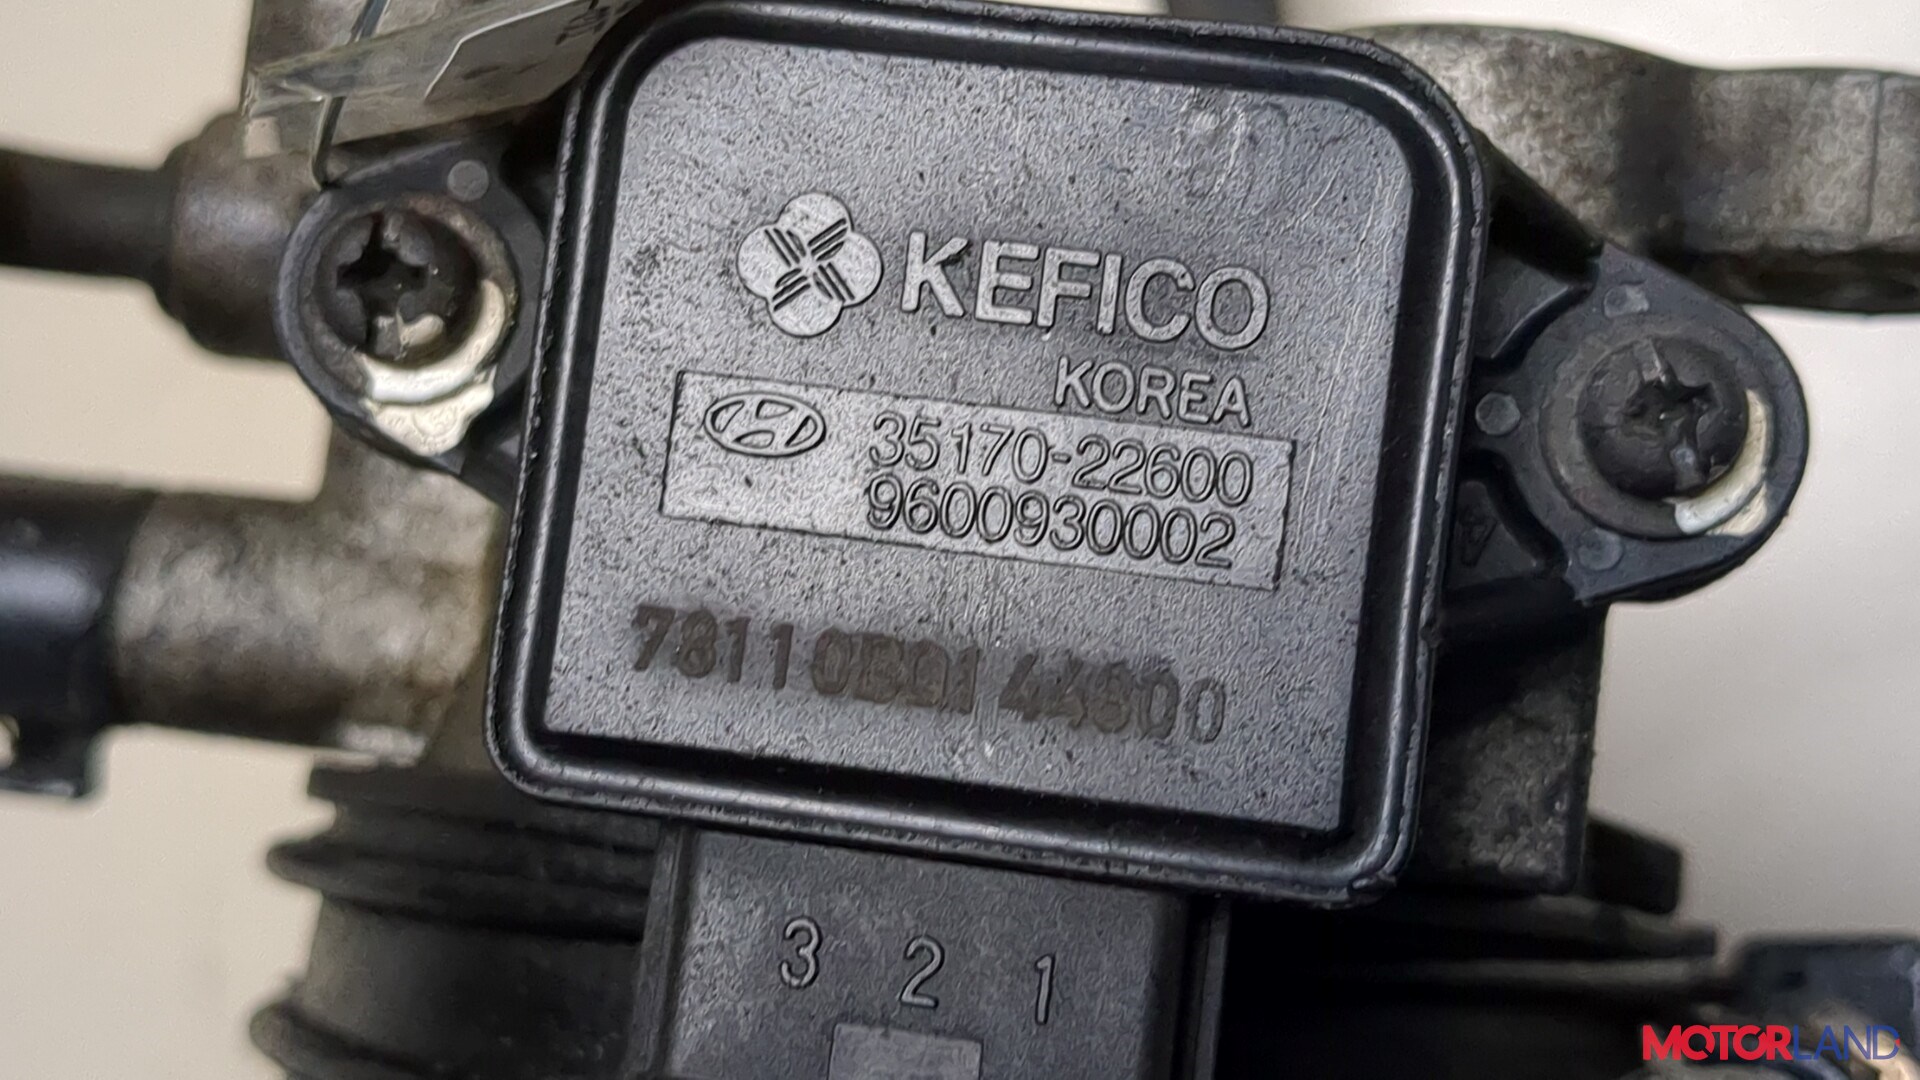 KEFICO
KOREA
35170-22600
9600930002
3 2 1
MOTORLAND